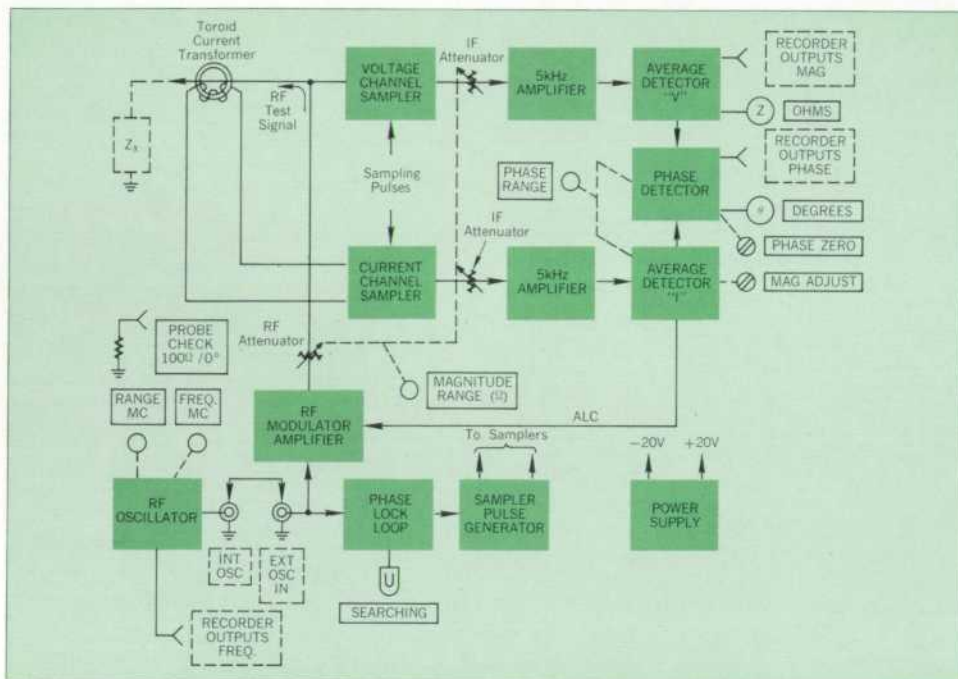 Toroid
Current
Transformer
Zx
RF
Test
Signal
VOLTAGE
CHANNEL
SAMPLER
IF
Attenuator
5kHz
AMPLIFIER
AVERAGE
DETECTOR
"V"
RECORDER
OUTPUTS
MAG
Z
OHMS
RECORDER
OUTPUTS
PHASE
PHASE
RANGE
PHASE
DETECTOR
θ
DEGREES
PHASE ZERO
MAG ADJUST
Sampling
Pulses
CURRENT
CHANNEL
SAMPLER
IF
Attenuator
5kHz
AMPLIFIER
AVERAGE
DETECTOR
"I"
PROBE
CHECK
100Ω /0°
RF
Attenuator
MAGNITUDE
RANGE (Ω)
RANGE
MC
FREQ.
MC
RF
MODULATOR
AMPLIFIER
ALC
To Samplers
−20V
+20V
RF
OSCILLATOR
INT
OSC
EXT
OSC
IN
PHASE
LOCK
LOOP
SAMPLER
PULSE
GENERATOR
POWER
SUPPLY
SEARCHING
RECORDER
OUTPUTS
FREQ.